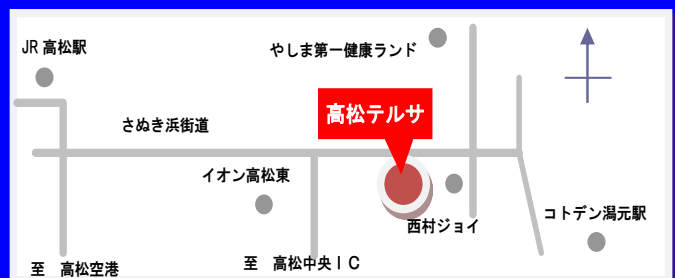 JR 高松駅
やしま第一健康ランド
高松テルサ
さぬき浜街道
イオン高松東
西村ジョイ
コトデン潟元駅
至　高松中央ＩＣ
至　高松空港